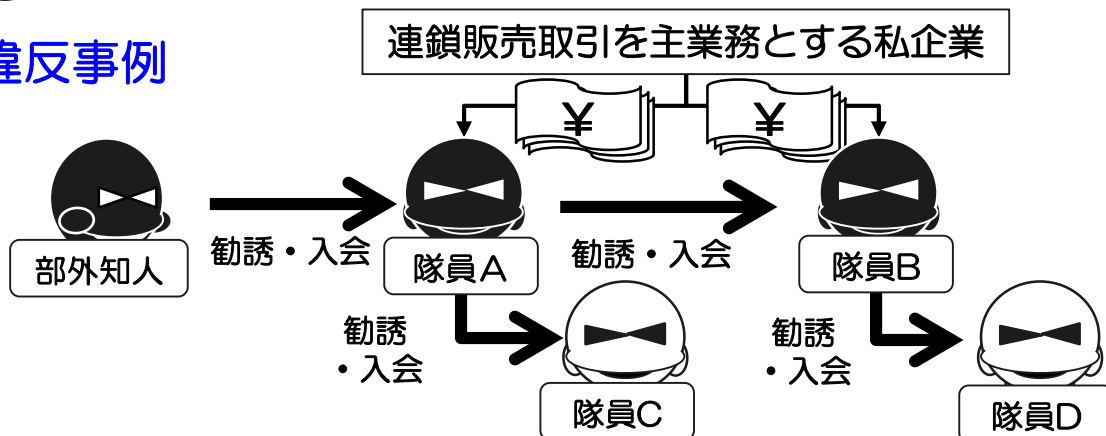 違反事例
連鎖販売取引を主業務とする私企業
¥
¥
部外知人
勧誘・入会
隊員A
勧誘・入会
隊員B
勧誘
・入会
隊員C
勧誘
・入会
隊員D